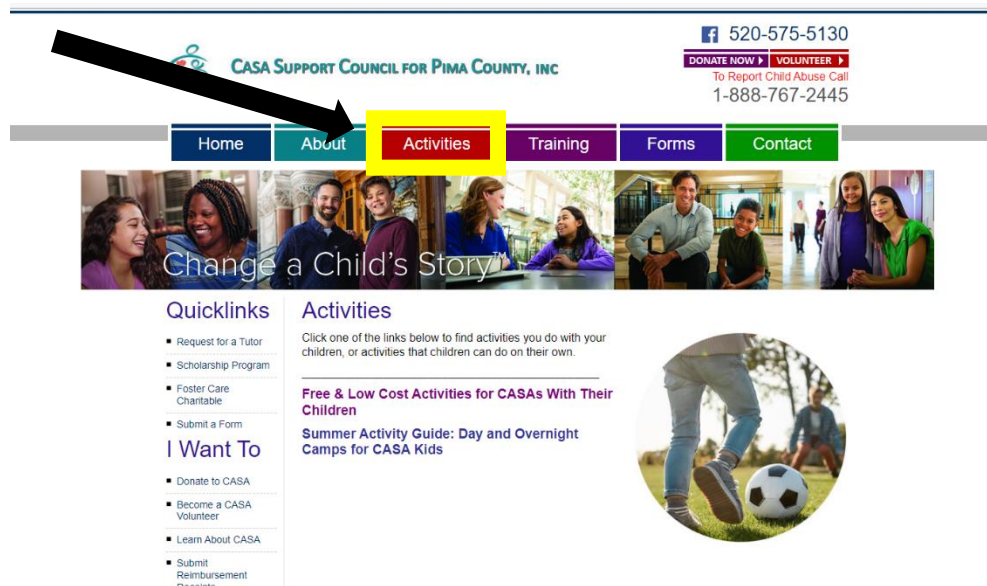 520-575-5130
CASA SUPPORT COUNCIL FOR PIMA COUNTY, INC
DONATE NOW VOLUNTEER
To Report Child Abuse Call
1-888-767-2445
Home About Activities Training Forms Contact
Change a Child's Story™
Quicklinks
Request for a Tutor
Scholarship Program
Foster Care
Charitable
Submit a Form
I Want To
Donate to CASA
Become a CASA
Volunteer
Learn About CASA
Submit
Reimbursement
Activities
Click one of the links below to find activities you do with your
children, or activities that children can do on their own.
Free & Low Cost Activities for CASAs With Their
Children
Summer Activity Guide: Day and Overnight
Camps for CASA Kids